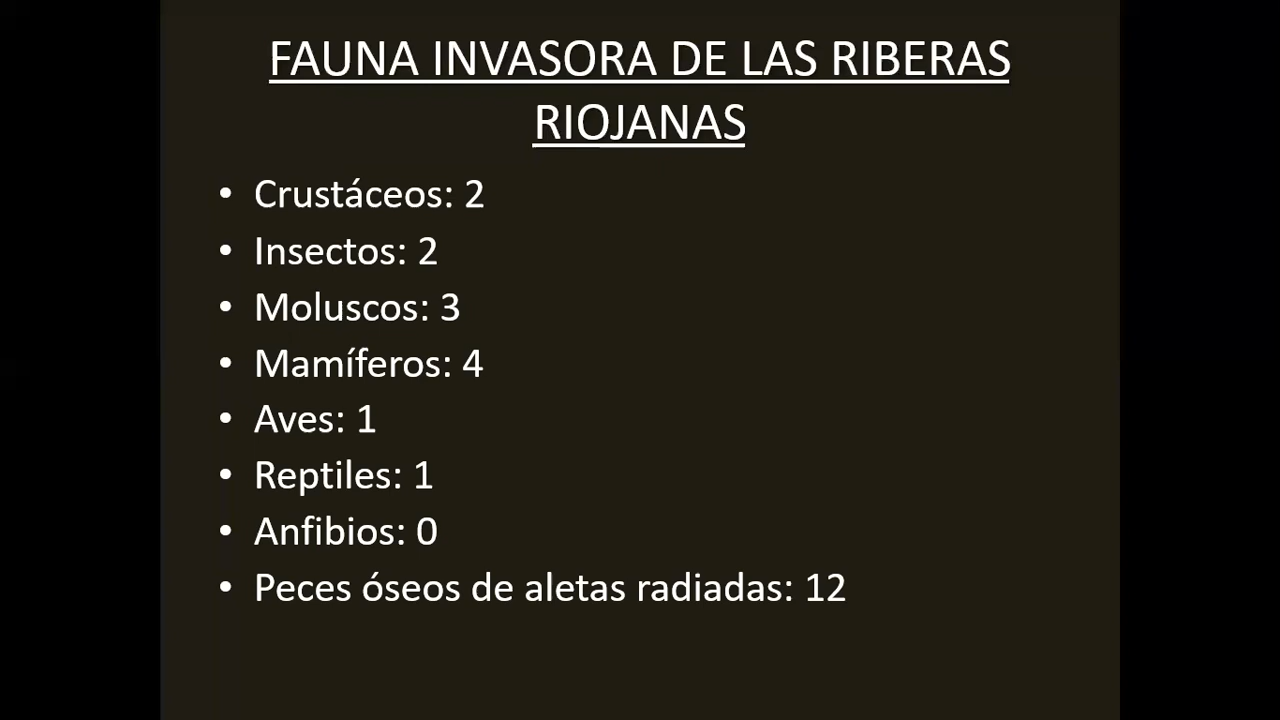 FAUNA INVASORA DE LAS RIBERAS
RIOJANAS
• Crustáceos: 2
• Insectos: 2
• Moluscos: 3
• Mamíferos: 4
• Aves: 1
• Reptiles: 1
• Anfibios: 0
• Peces óseos de aletas radiadas: 12